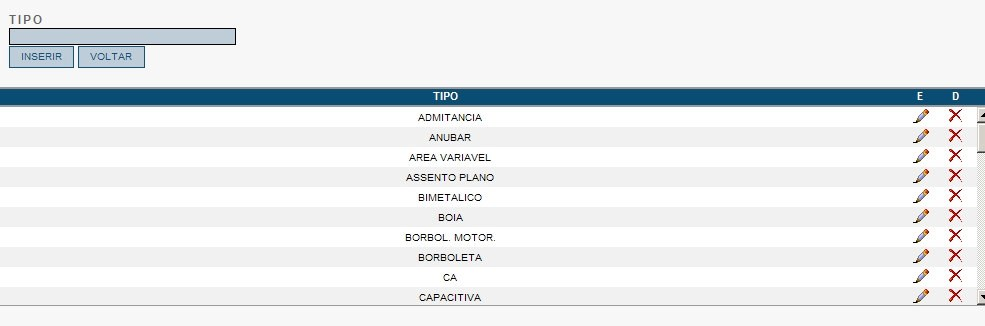 TIPO
INSERIR VOLTAR
TIPO E D
ADMITANCIA
ANUBAR
AREA VARIAVEL
ASSENTO PLANO
BIMETALICO
BOIA
BORBOL. MOTOR.
BORBOLETA
CA
CAPACITIVA